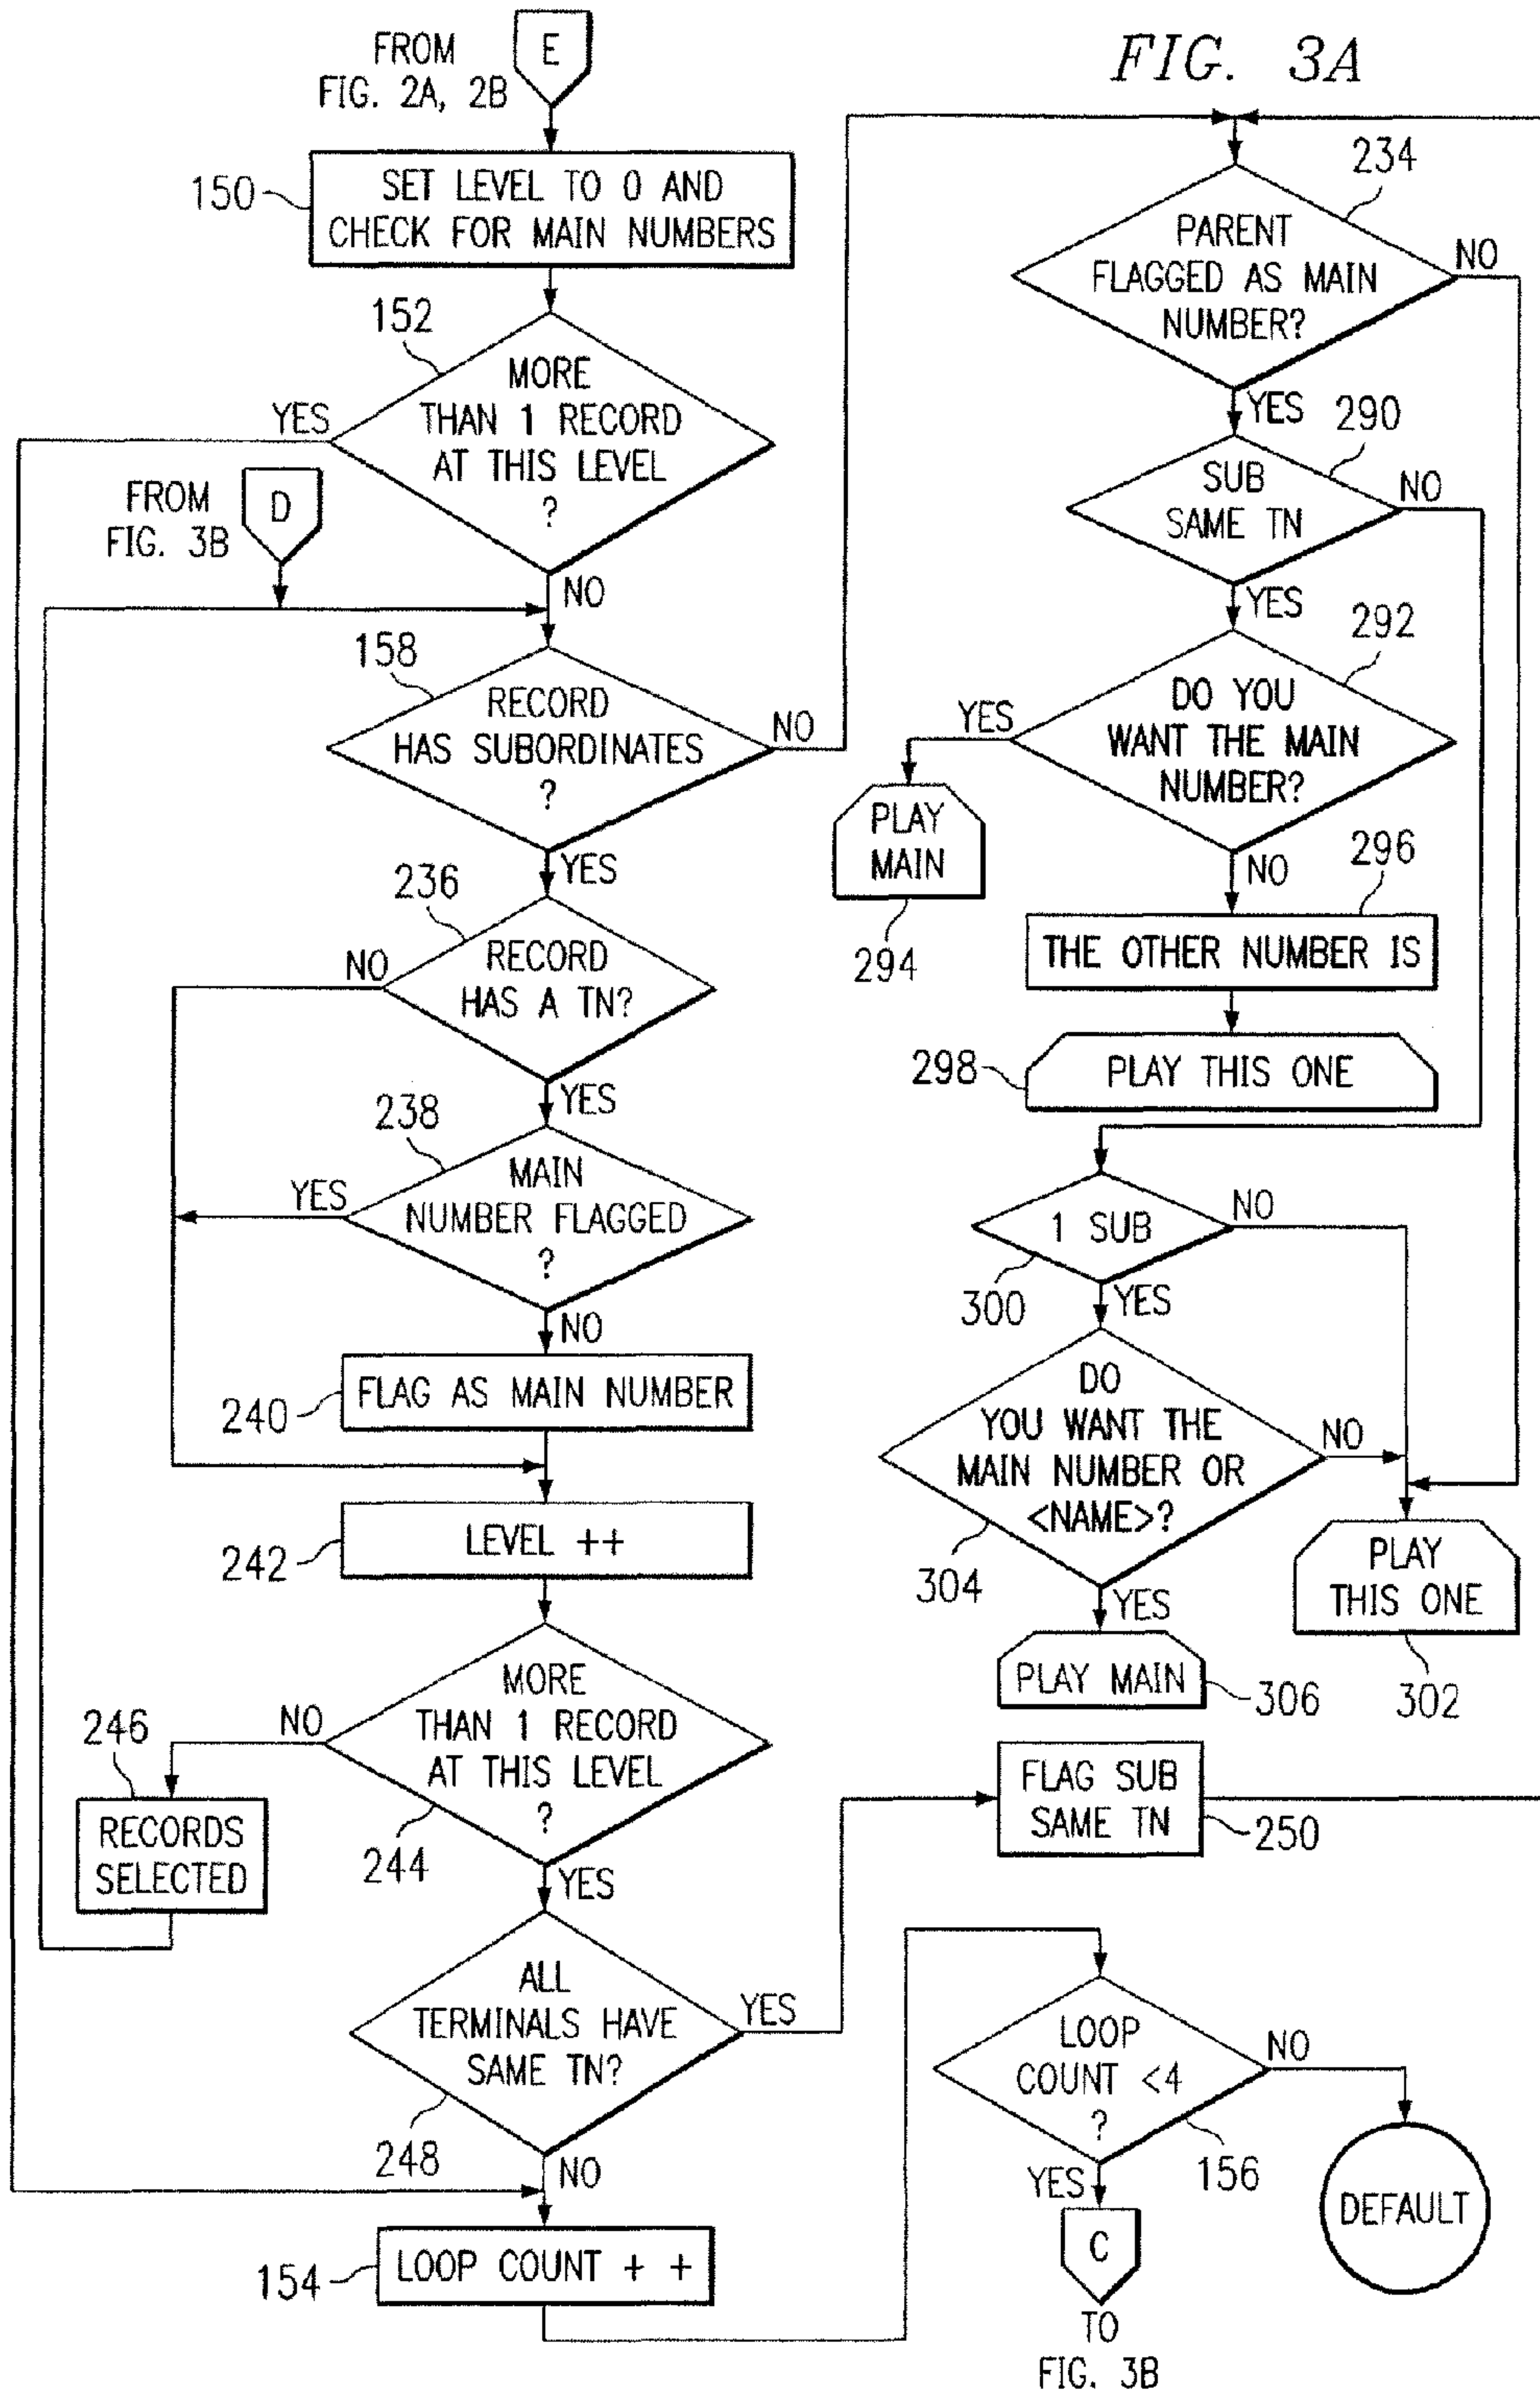 FIG. 3A
FROM
FIG. 2A, 2B
E
150
SET LEVEL TO 0 AND
CHECK FOR MAIN NUMBERS
152
MORE
THAN 1 RECORD
AT THIS LEVEL
?
YES
NO
FROM
FIG. 3B
D
158
RECORD
HAS SUBORDINATES
?
NO
YES
236
RECORD
HAS A TN?
NO
YES
238
MAIN
NUMBER FLAGGED
?
YES
NO
240
FLAG AS MAIN NUMBER
242
LEVEL ++
MORE
THAN 1 RECORD
AT THIS LEVEL
?
244
NO
YES
246
RECORDS
SELECTED
ALL
TERMINALS HAVE
SAME TN?
248
YES
NO
154
LOOP COUNT + +
234
PARENT
FLAGGED AS MAIN
NUMBER?
NO
YES
290
SUB
SAME TN
NO
YES
292
DO YOU
WANT THE MAIN
NUMBER?
YES
NO
PLAY
MAIN
294
296
THE OTHER NUMBER IS
298
PLAY THIS ONE
1 SUB
300
NO
YES
DO
YOU WANT THE
MAIN NUMBER OR
<NAME>?
304
NO
YES
PLAY MAIN
306
PLAY
THIS ONE
302
FLAG SUB
SAME TN
250
LOOP
COUNT <4
?
156
NO
YES
DEFAULT
C
TO
FIG. 3B